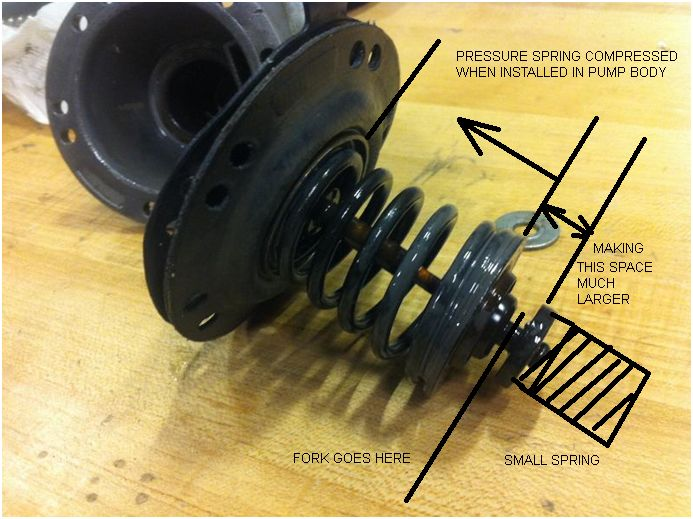 PRESSURE SPRING COMPRESSED
WHEN INSTALLED IN PUMP BODY
MAKING
THIS SPACE
MUCH
LARGER
FORK GOES HERE
SMALL SPRING